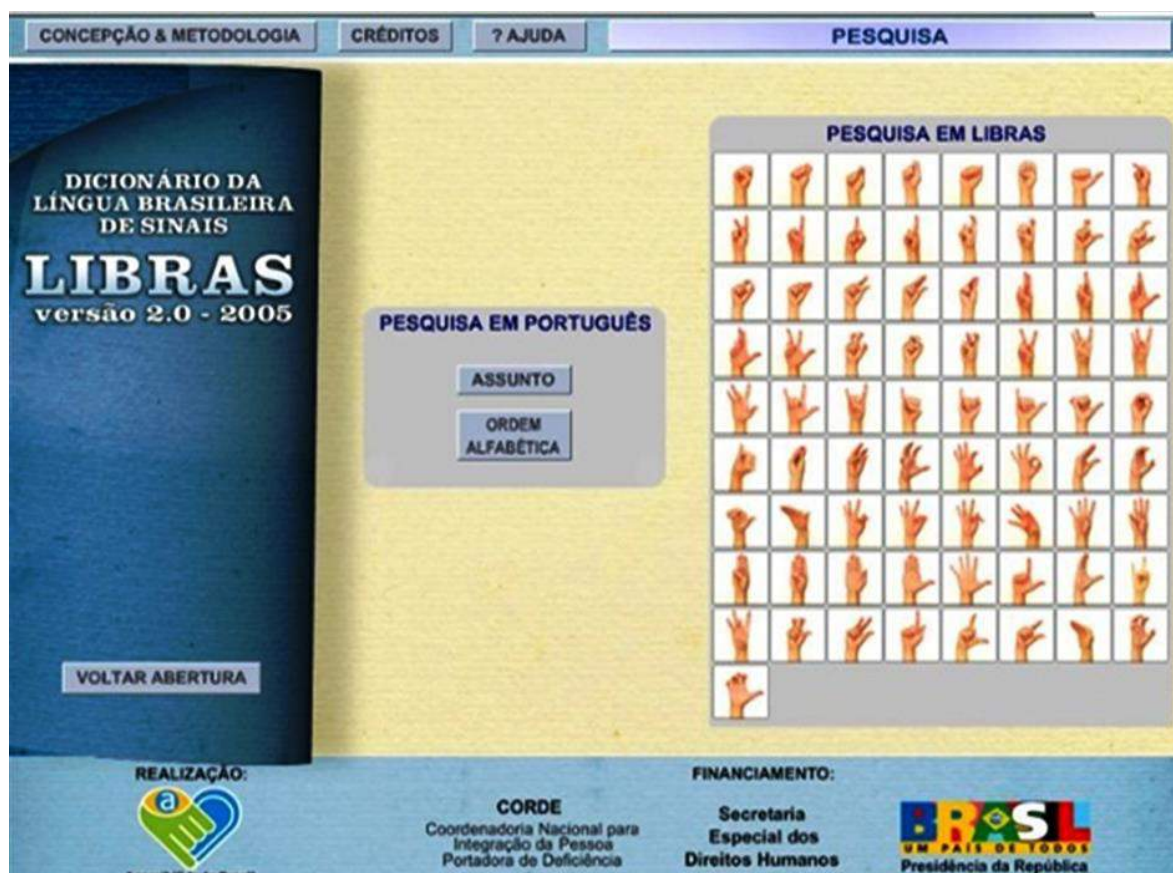 CONCEPÇÃO & METODOLOGIA
CRÉDITOS
? AJUDA
PESQUISA
DICIONÁRIO DA
LÍNGUA BRASILEIRA
DE SINAIS
LIBRAS
versão 2.0 - 2005
VOLTAR ABERTURA
PESQUISA EM PORTUGUÊS
ASSUNTO
ORDEM
ALFABÉTICA
PESQUISA EM LIBRAS
REALIZAÇÃO:
a
CORDE
Coordenadoria Nacional para
Integração da Pessoa
Portadora de Deficiência
FINANCIAMENTO:
Secretaria
Especial dos
Direitos Humanos
BRASIL
UM PAÍS DE TODOS
Presidência da República